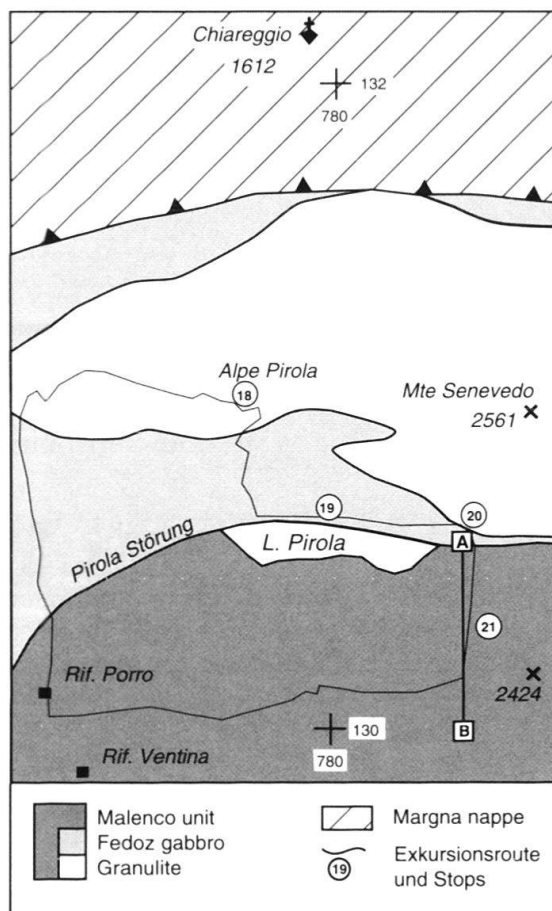 Chiareggio
1612
132
780
Alpe Pirola
18
Mte Senevedo
2561
19
20
Pirola Störung
L. Pirola
A
21
Rif. Porro
2424
130
B
780
Rif. Ventina
Malenco unit
Margna nappe
Fedoz gabbro
Exkursionsroute
Granulite
19
und Stops